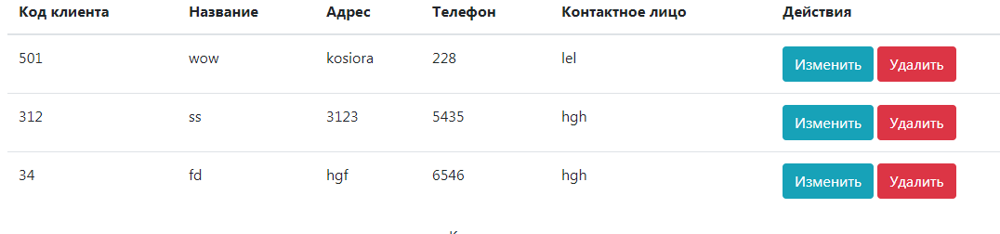 Код клиента Название Адрес Телефон Контактное лицо Действия
501 wow kosiora 228 lel Изменить Удалить
312 ss 3123 5435 hgh Изменить Удалить
34 fd hgf 6546 hgh Изменить Удалить